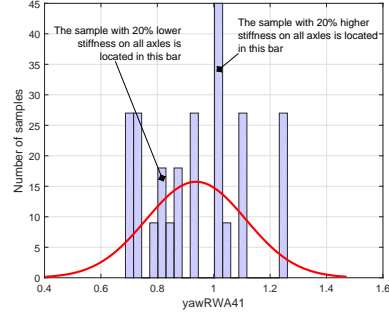 45
40
35
30
25
20
15
10
5
0
Number of samples
The sample with 20% lower
stiffness on all axles is
located in this bar
The sample with 20% higher
stiffness on all axles is located
in this bar
0.4 0.6 0.8 1 1.2 1.4 1.6
yawRWA41